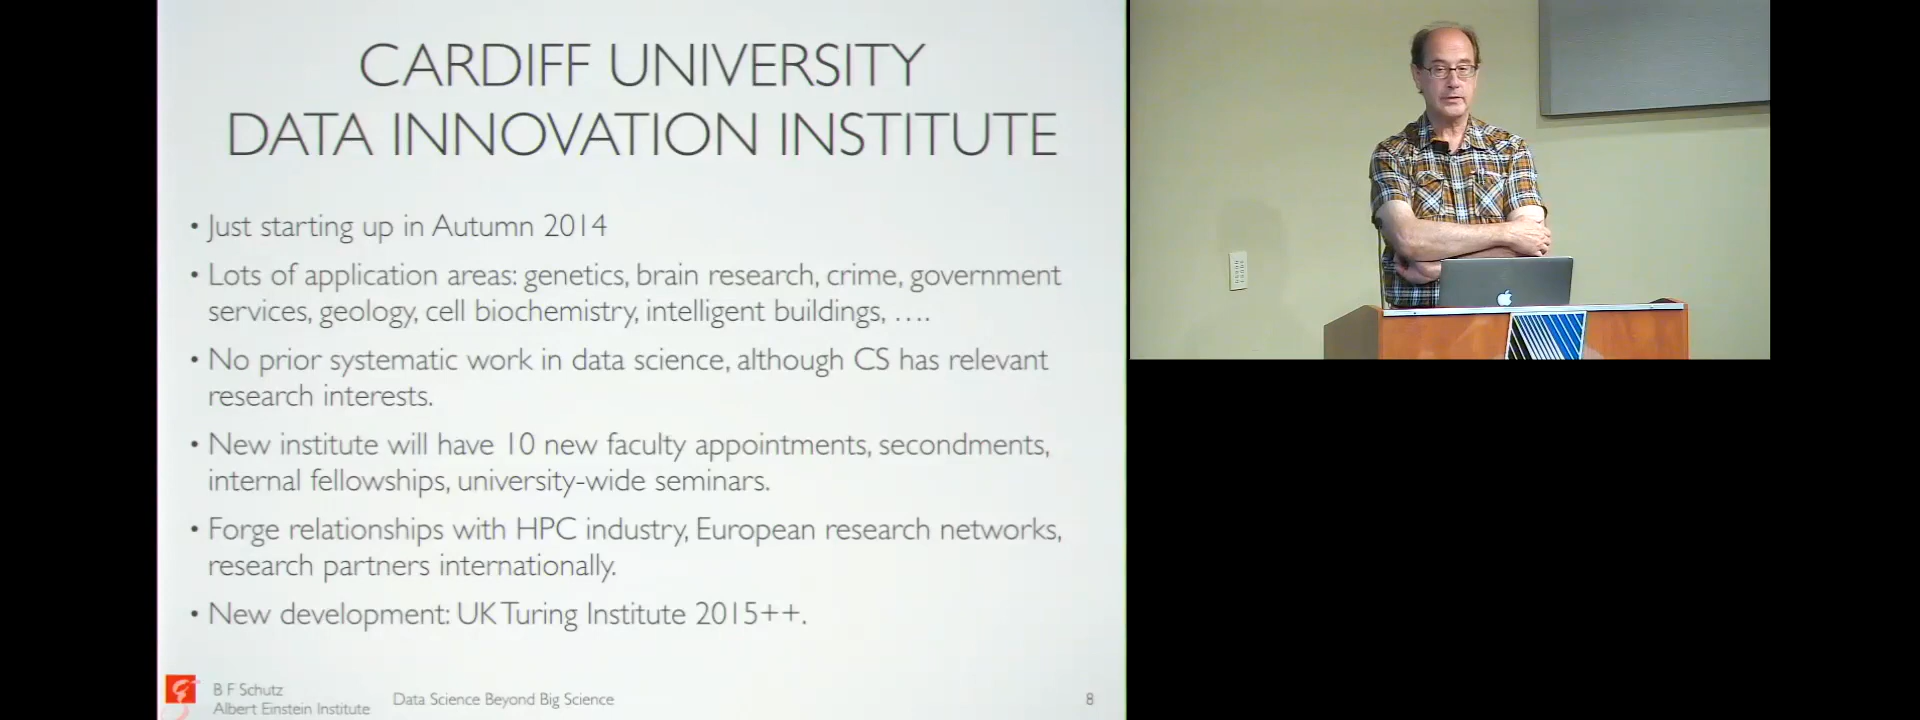 CARDIFF UNIVERSITY
DATA INNOVATION INSTITUTE
• Just starting up in Autumn 2014
• Lots of application areas: genetics, brain research, crime, government
services, geology, cell biochemistry, intelligent buildings, ….
• No prior systematic work in data science, although CS has relevant
research interests.
• New institute will have 10 new faculty appointments, secondments,
internal fellowships, university-wide seminars.
• Forge relationships with HPC industry, European research networks,
research partners internationally.
• New development: UK Turing Institute 2015++.
B F Schutz
Albert Einstein Institute
Data Science Beyond Big Science
8